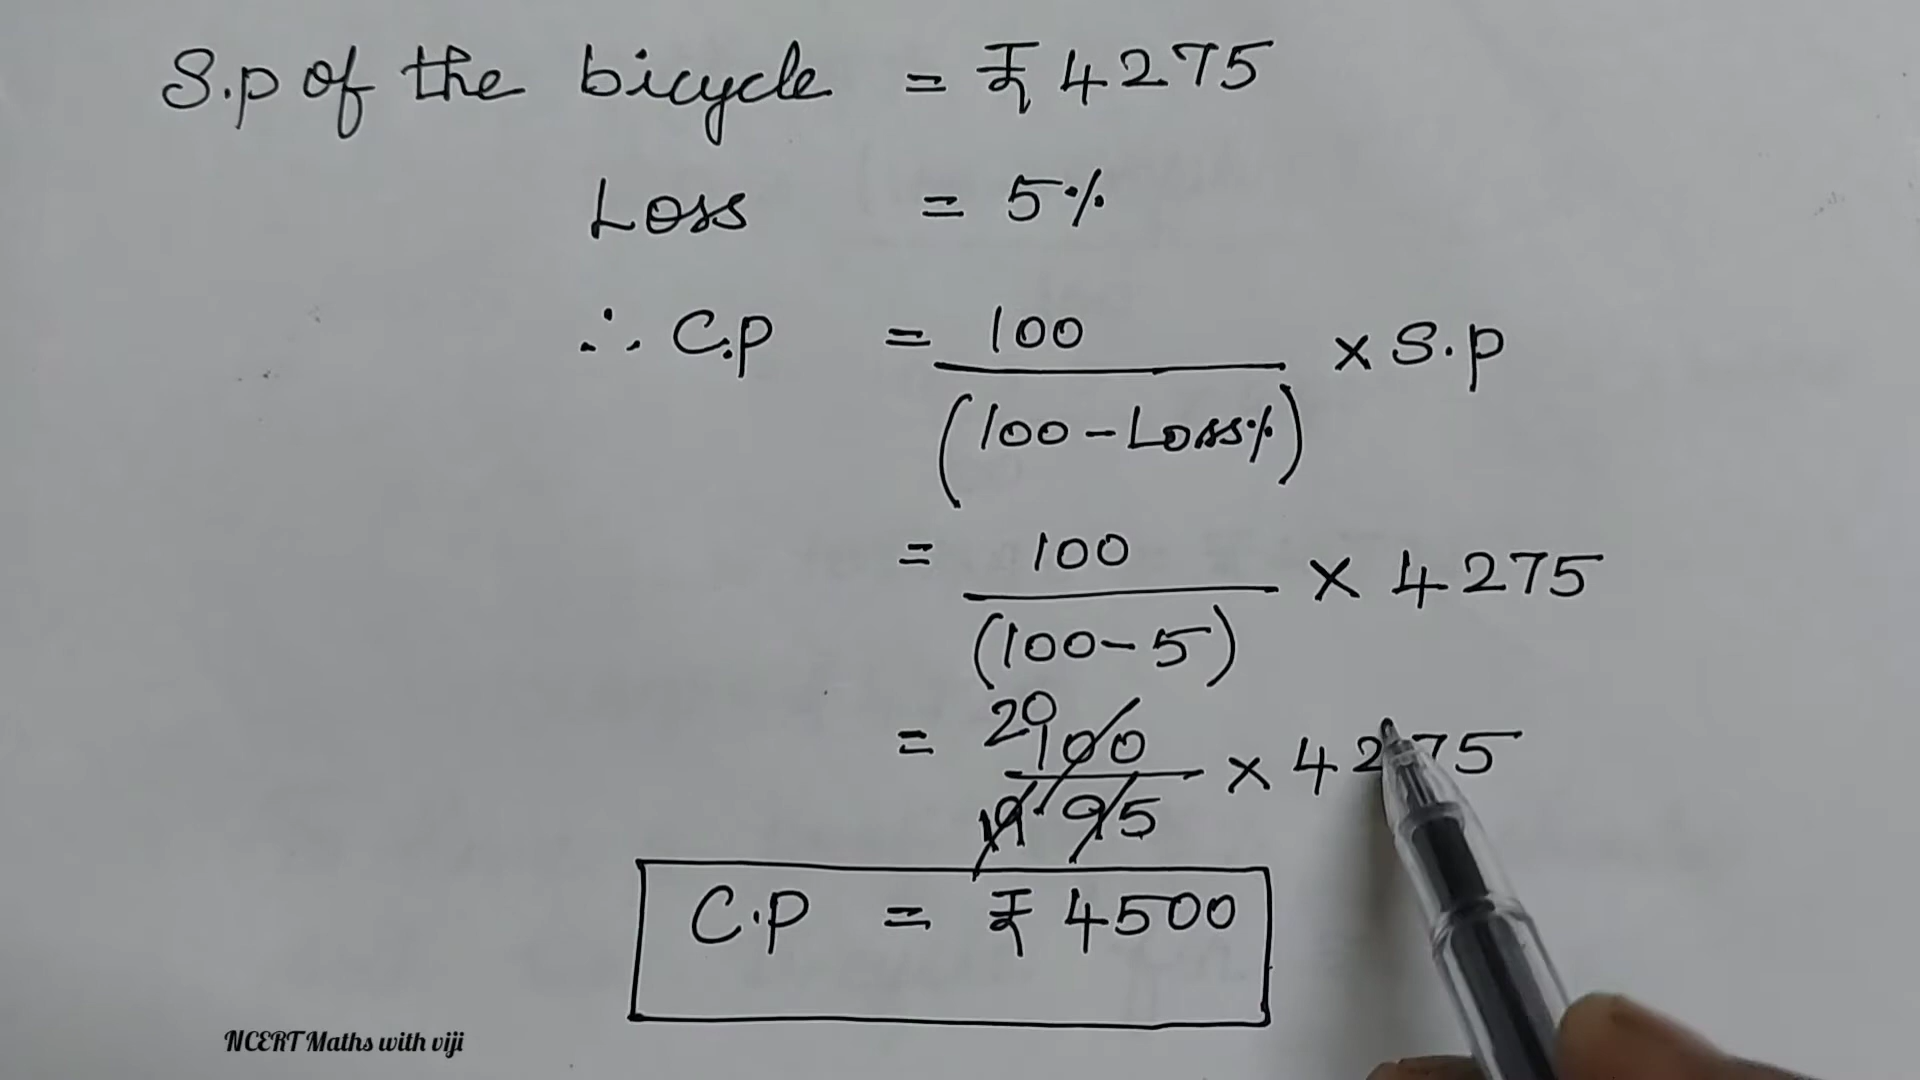 S.p of the bicycle = ₹ 4275
Loss = 5%
∴ C.P = 100 / (100 - Loss%) × S.p
= 100 / (100 - 5) × 4275
= 20 100 / 19 95 × 4275
C.P = ₹ 4500
NCERT Maths with viji